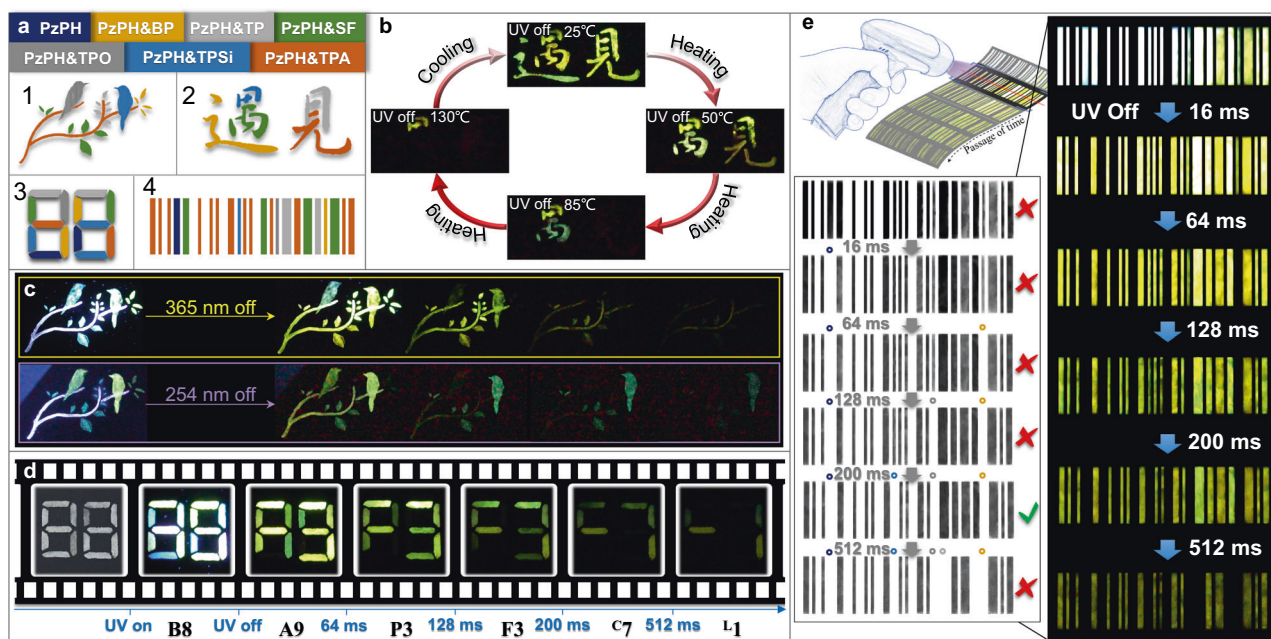 a
PzPH PzPH&BP PzPH&TP PzPH&SF
PzPH&TPO PzPH&TPSi PzPH&TPA
1
2
遇見
3
4
b
UV off 25℃
遇見
Cooling
Heating
UV off 130℃
UV off 50℃
遇見
Heating
Heating
UV off 85℃
c
365 nm off
254 nm off
d
UV on B8 UV off A9 64 ms P3 128 ms F3 200 ms C7 512 ms L1
e
Passage of time
16 ms
64 ms
128 ms
200 ms
512 ms
UV Off 16 ms
64 ms
128 ms
200 ms
512 ms